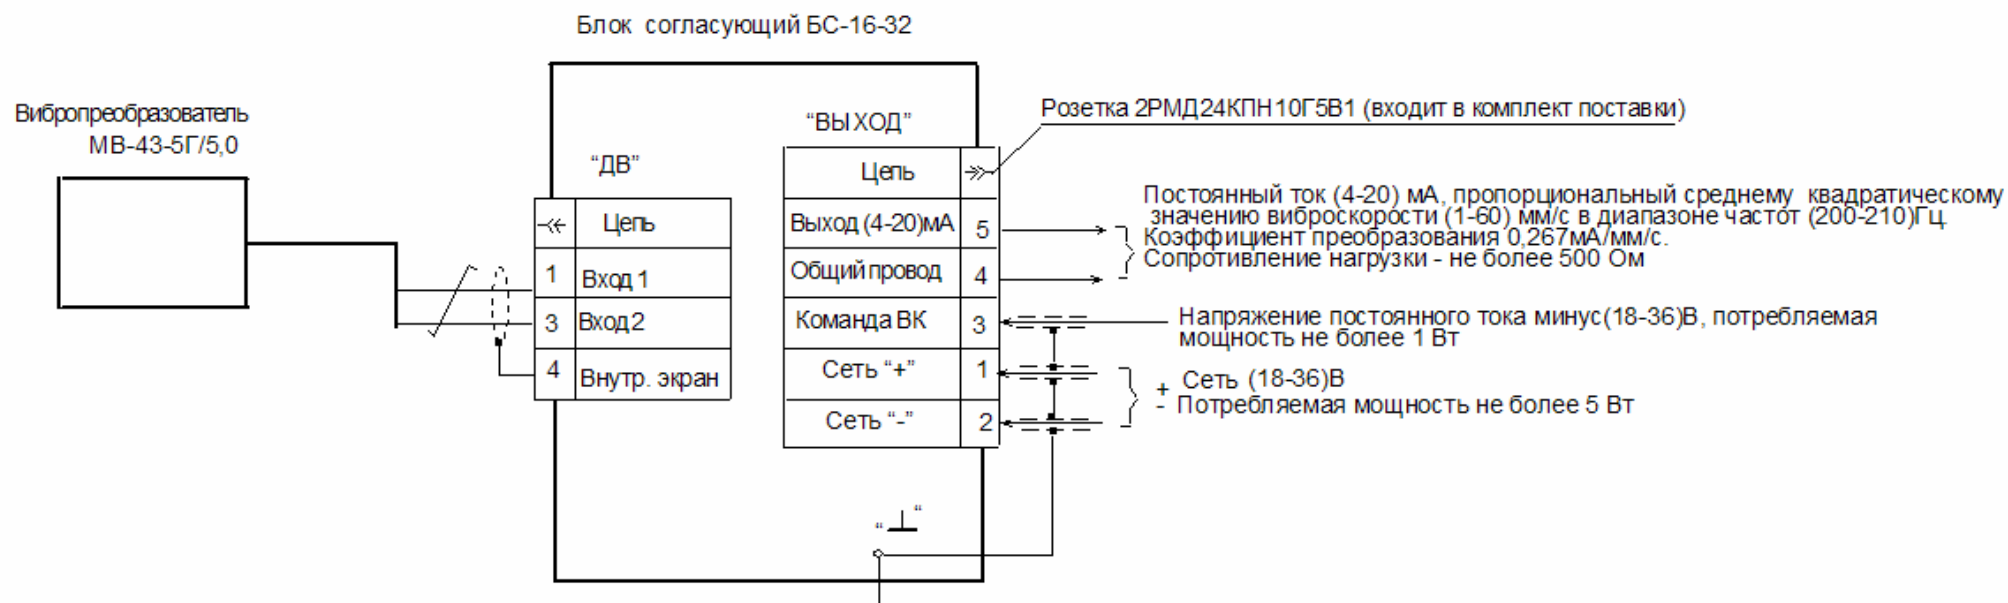 Блок согласующий БС-16-32
Вибропреобразователь
МВ-43-5Г/5,0
“ДВ”
Цепь
1 Вход 1
3 Вход 2
4 Внутр. экран
“ВЫХОД”
Цепь
Выход (4-20)мА 5
Общий провод 4
Команда ВК 3
Сеть “+” 1
Сеть “-” 2
“⊥“
Розетка 2РМД24КПН10Г5В1 (входит в комплект поставки)
Постоянный ток (4-20) мА, пропорциональный среднему квадратическому
значению виброскорости (1-60) мм/с в диапазоне частот (200-210)Гц.
Коэффициент преобразования 0,267мА/мм/с.
Сопротивление нагрузки - не более 500 Ом
Напряжение постоянного тока минус(18-36)В, потребляемая
мощность не более 1 Вт
+ Сеть (18-36)В
- Потребляемая мощность не более 5 Вт